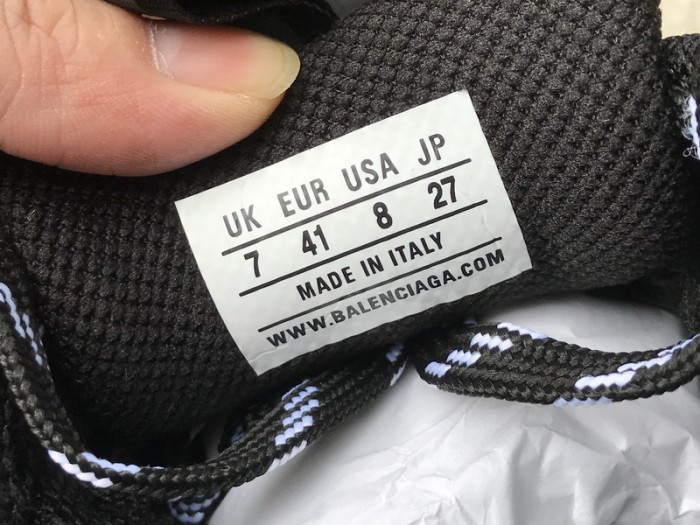 UK EUR USA JP
7 41 8 27
MADE IN ITALY
WWW.BALENCIAGA.COM